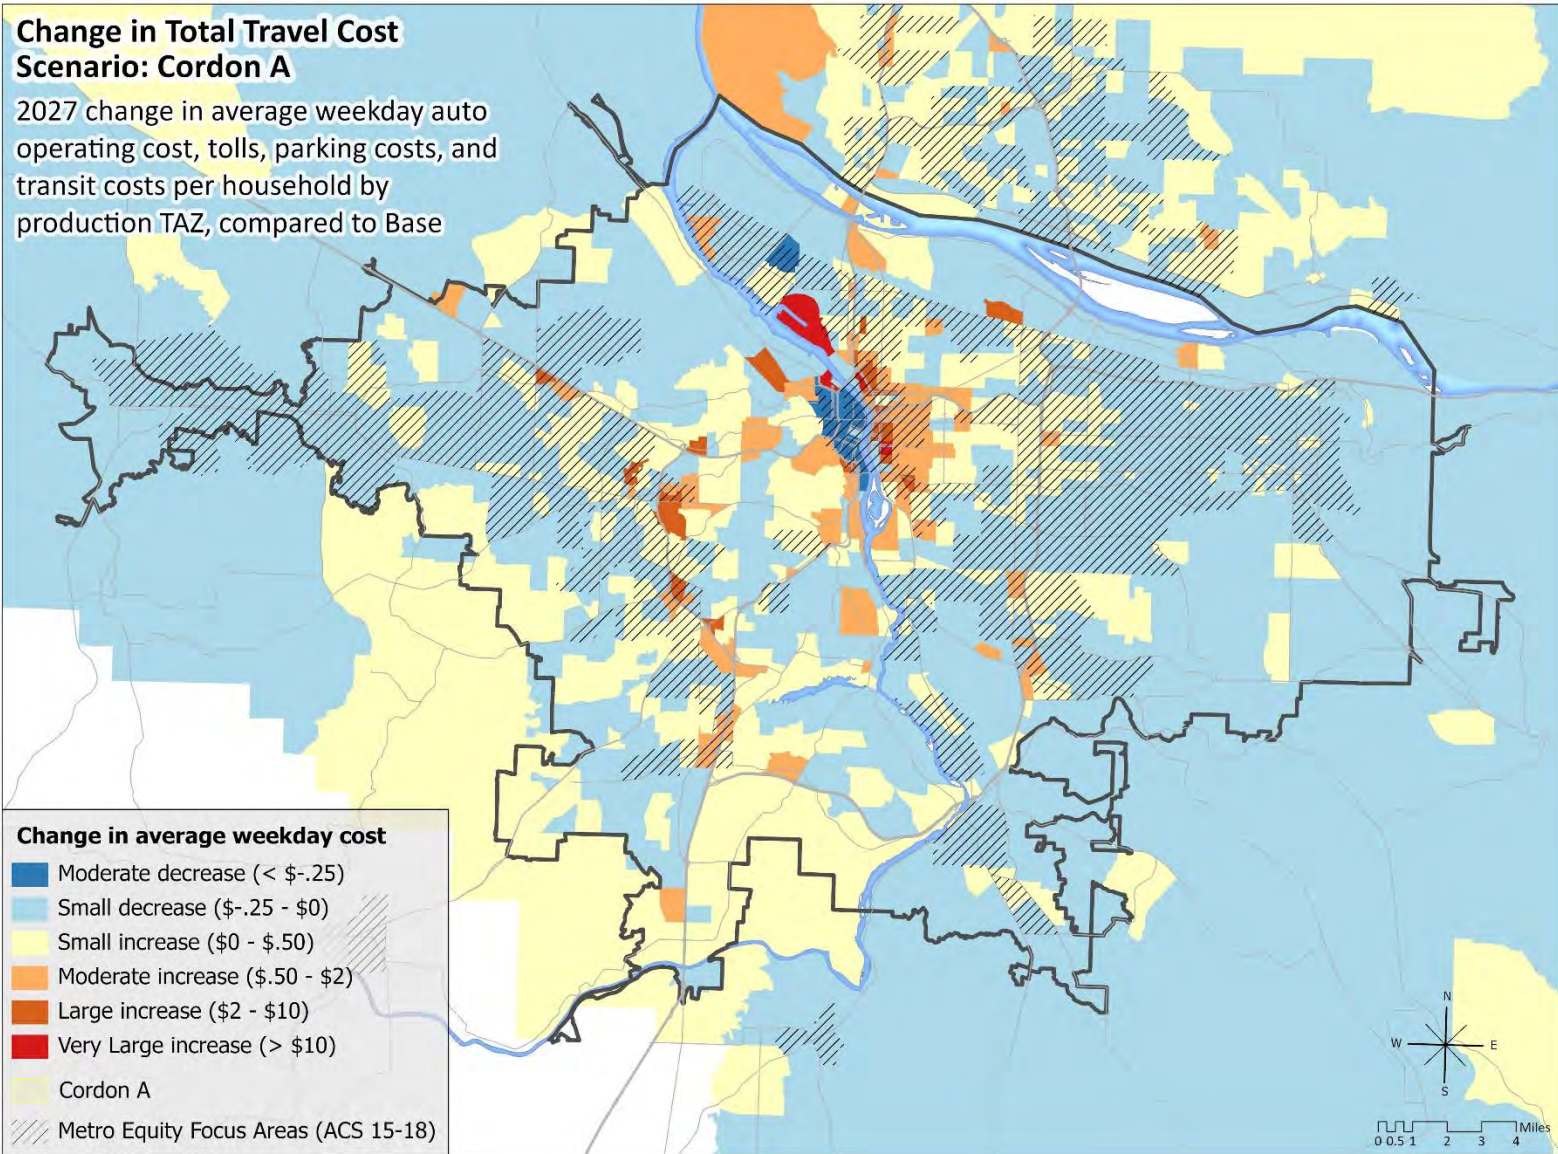 Change in Total Travel Cost
Scenario: Cordon A
2027 change in average weekday auto
operating cost, tolls, parking costs, and
transit costs per household by
production TAZ, compared to Base
Change in average weekday cost
Moderate decrease (< $-.25)
Small decrease ($-.25 - $0)
Small increase ($0 - $.50)
Moderate increase ($.50 - $2)
Large increase ($2 - $10)
Very Large increase (> $10)
Cordon A
Metro Equity Focus Areas (ACS 15-18)
N
W E
S
Miles
0 0.5 1 2 3 4